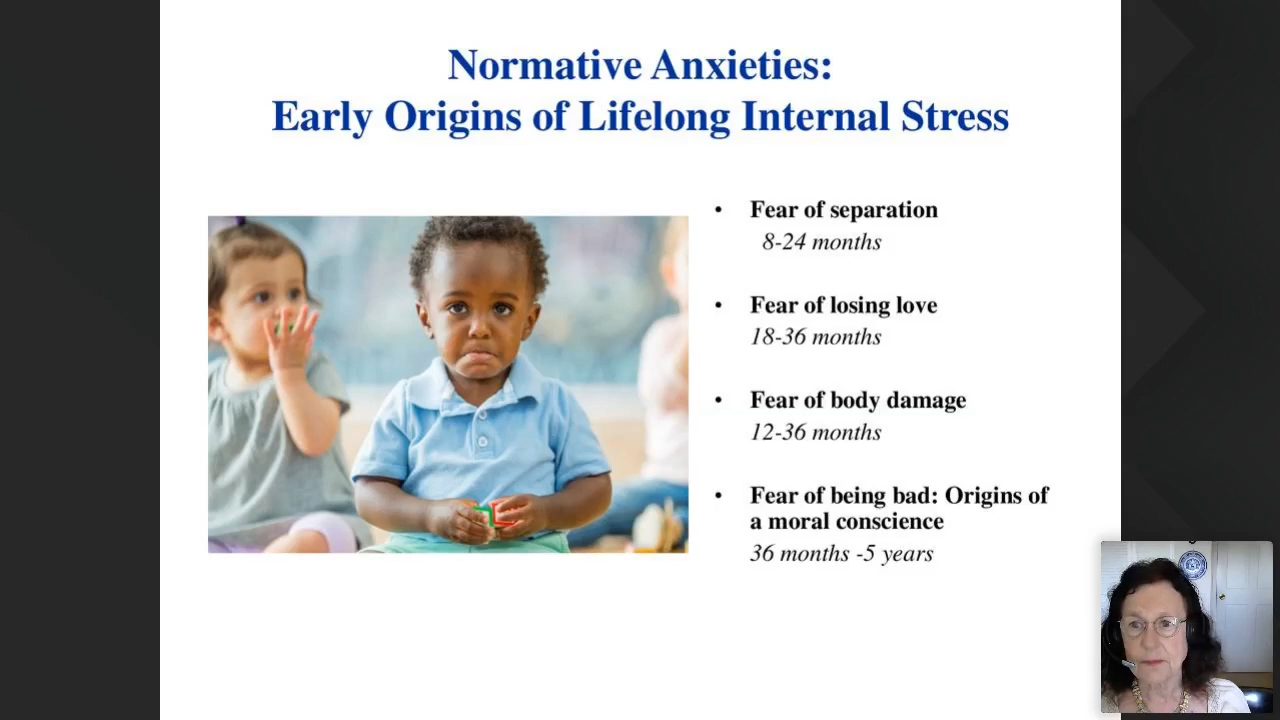 Normative Anxieties:
Early Origins of Lifelong Internal Stress
• Fear of separation
8-24 months
• Fear of losing love
18-36 months
• Fear of body damage
12-36 months
• Fear of being bad: Origins of
a moral conscience
36 months -5 years